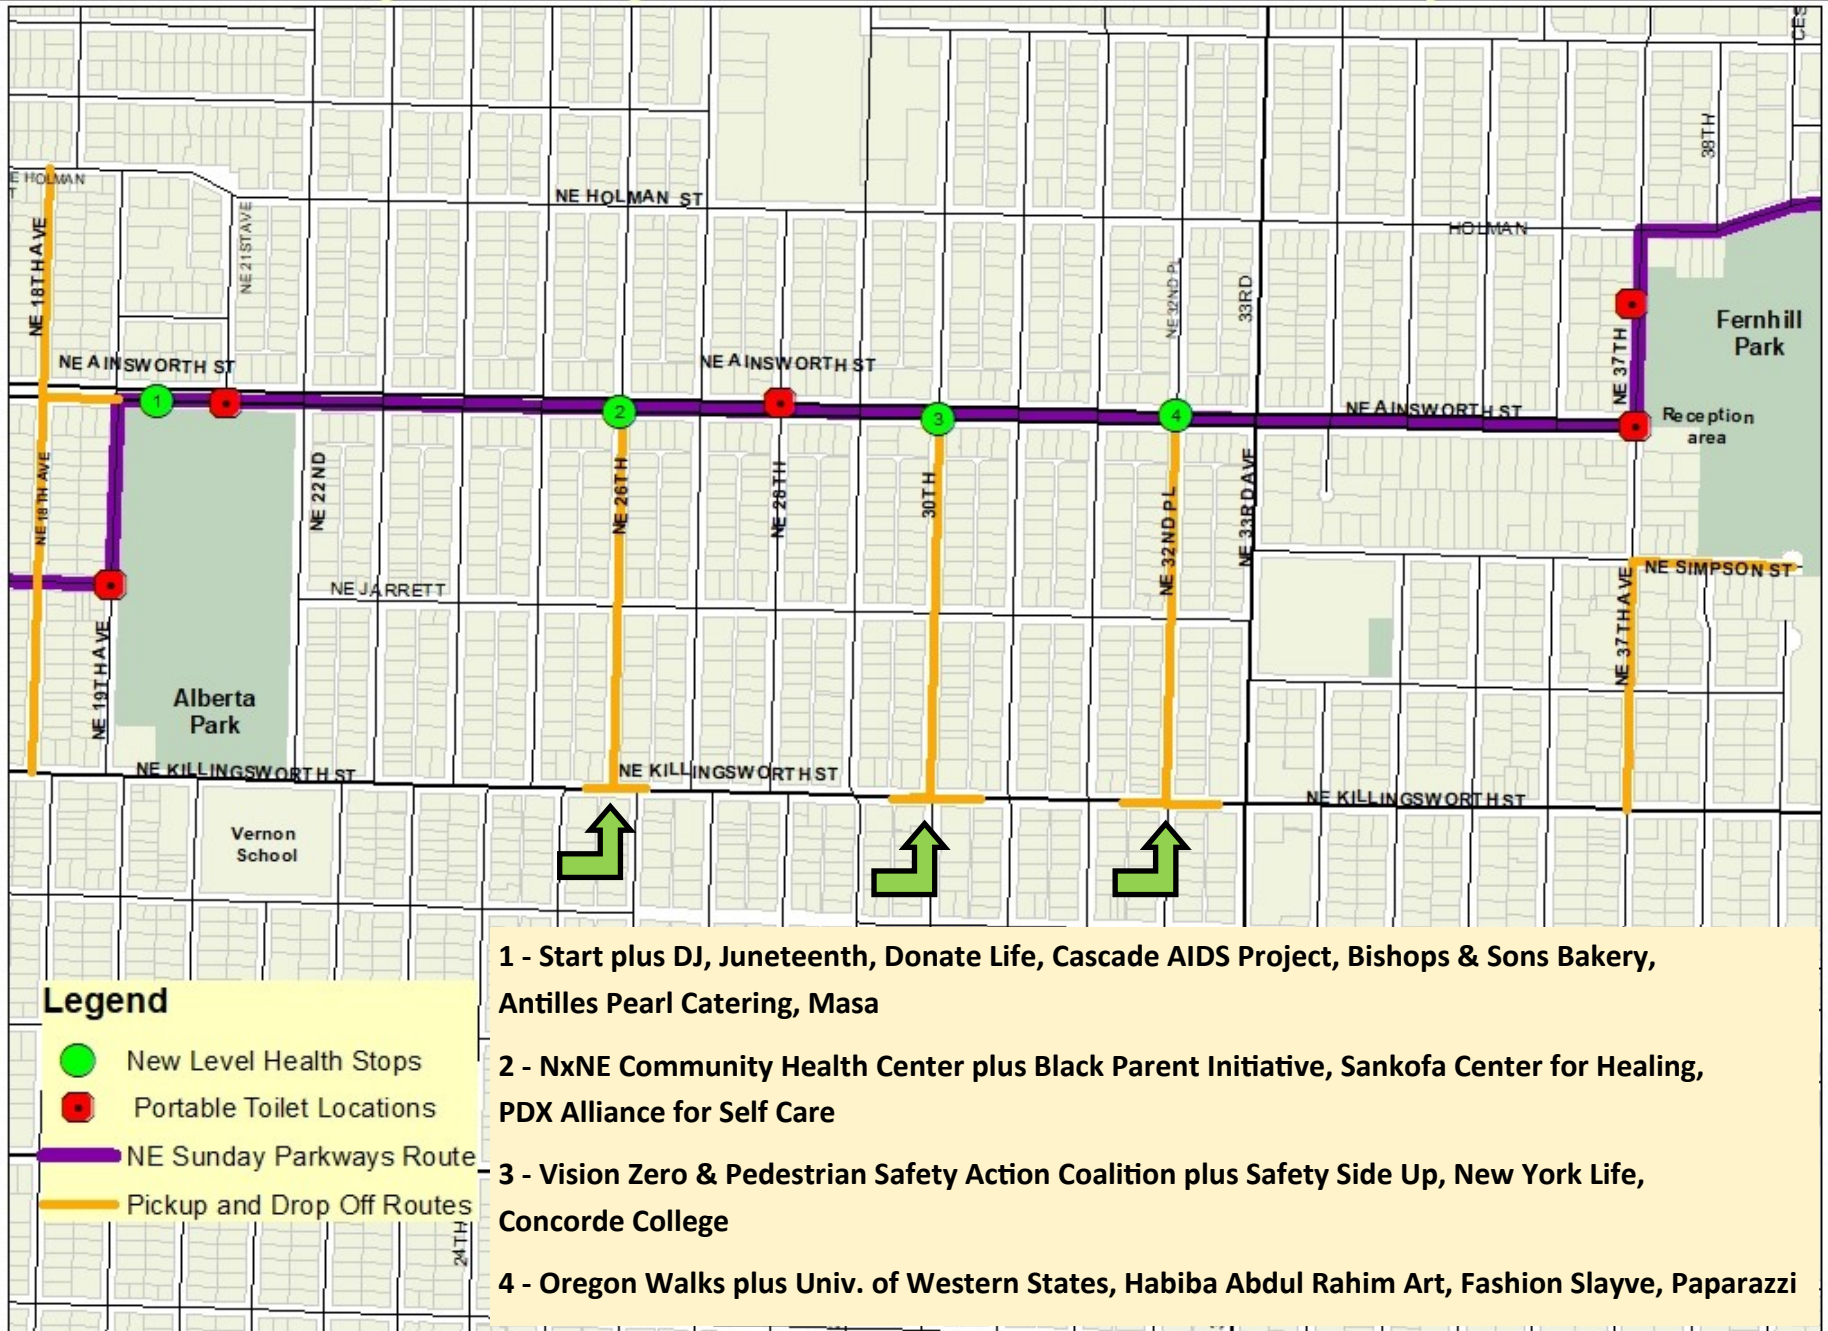 CES
38TH
E HOLMAN
T
NE HOLMAN ST
HOLMAN
NE 18TH AVE
NE 21ST AVE
NE 32ND PL
33RD
Fernhill
Park
NE 37TH
NE AINSWORTH ST
NE AINSWORTH ST
NE AINSWORTH ST
Reception
area
1
2
3
4
NE 18TH AVE
NE 22ND
NE 26TH
NE 28TH
30TH
NE 32ND PL
NE 33RD AVE
NE SIMPSON ST
NE JARRETT
NE 19TH AVE
NE 37TH AVE
Alberta
Park
NE KILLINGSWORTH ST
NE KILLINGSWORTH ST
NE KILLINGSWORTH ST
Vernon
School
Legend
New Level Health Stops
Portable Toilet Locations
NE Sunday Parkways Route
Pickup and Drop Off Routes
24TH
1 - Start plus DJ, Juneteenth, Donate Life, Cascade AIDS Project, Bishops & Sons Bakery,
Antilles Pearl Catering, Masa
2 - NxNE Community Health Center plus Black Parent Initiative, Sankofa Center for Healing,
PDX Alliance for Self Care
3 - Vision Zero & Pedestrian Safety Action Coalition plus Safety Side Up, New York Life,
Concorde College
4 - Oregon Walks plus Univ. of Western States, Habiba Abdul Rahim Art, Fashion Slayve, Paparazzi